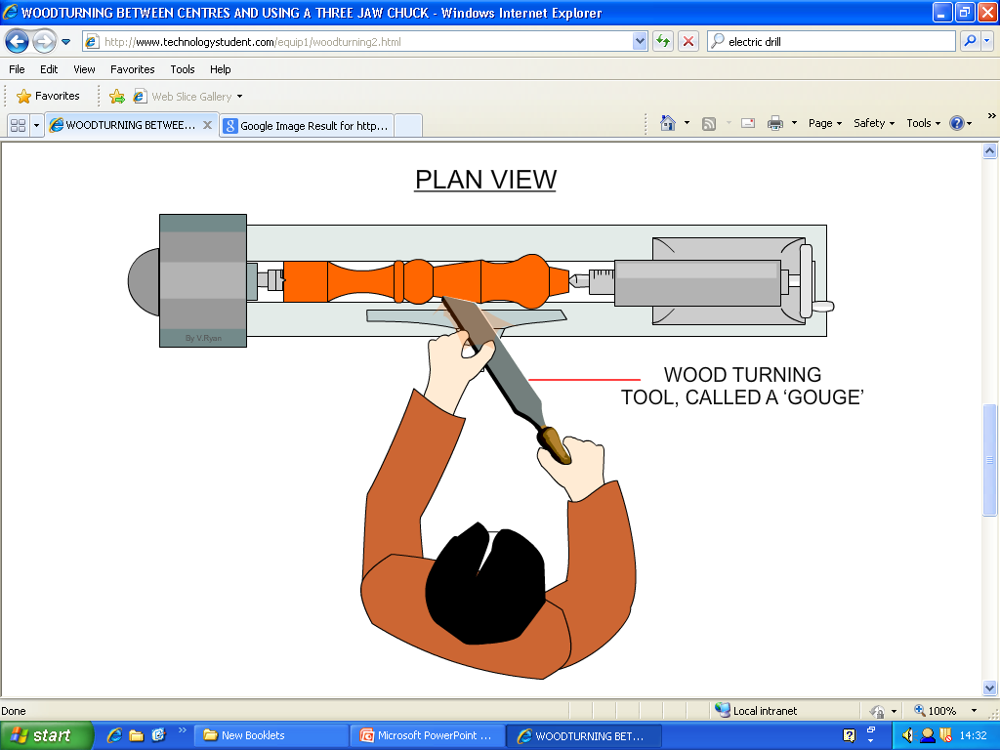 WOODTURNING BETWEEN CENTRES AND USING A THREE JAW CHUCK - Windows Internet Explorer
http://www.technologystudent.com/equip1/woodturning2.html
electric drill
File Edit View Favorites Tools Help
Favorites Web Slice Gallery
WOODTURNING BETWEE... Google Image Result for http... Page Safety Tools
PLAN VIEW
By V.Ryan
WOOD TURNING
TOOL, CALLED A ‘GOUGE’
Done Local intranet 100%
start New Booklets Microsoft PowerPoint ... WOODTURNING BET... 14:32